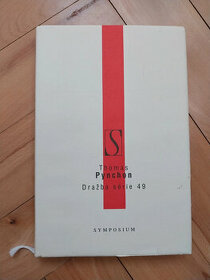 S
Thomas
Pynchon
Dražba série 49
SYMPOSIUM